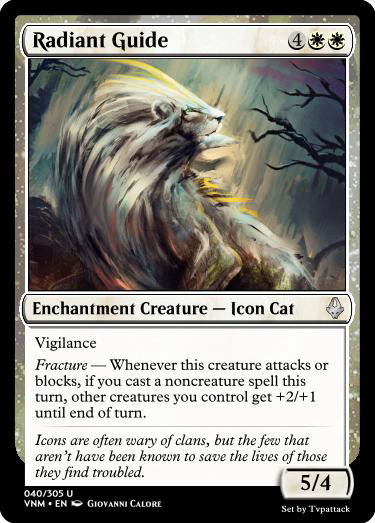 Radiant Guide 4
Enchantment Creature — Icon Cat
Vigilance
Fracture — Whenever this creature attacks or
blocks, if you cast a noncreature spell this
turn, other creatures you control get +2/+1
until end of turn.
Icons are often wary of clans, but the few that
aren't have been known to save the lives of those
they find troubled.
5/4
040/305 U
VNM • EN Giovanni Calore
Set by Tvpattack